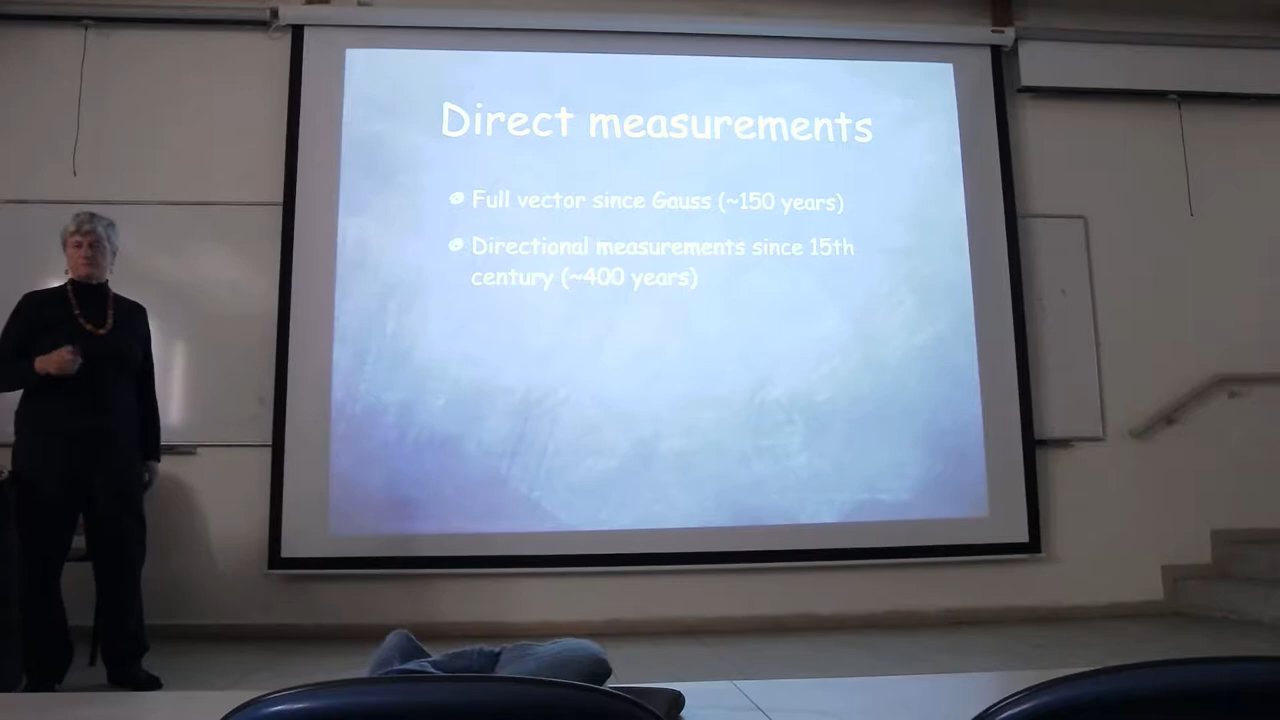 Direct measurements
Full vector since Gauss (~150 years)
Directional measurements since 15th
century (~400 years)